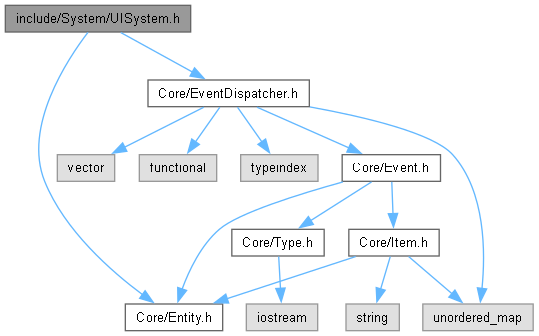 include/System/UISystem.h
Core/EventDispatcher.h
vector
functional
typeindex
Core/Event.h
Core/Type.h
Core/Item.h
Core/Entity.h
iostream
string
unordered_map